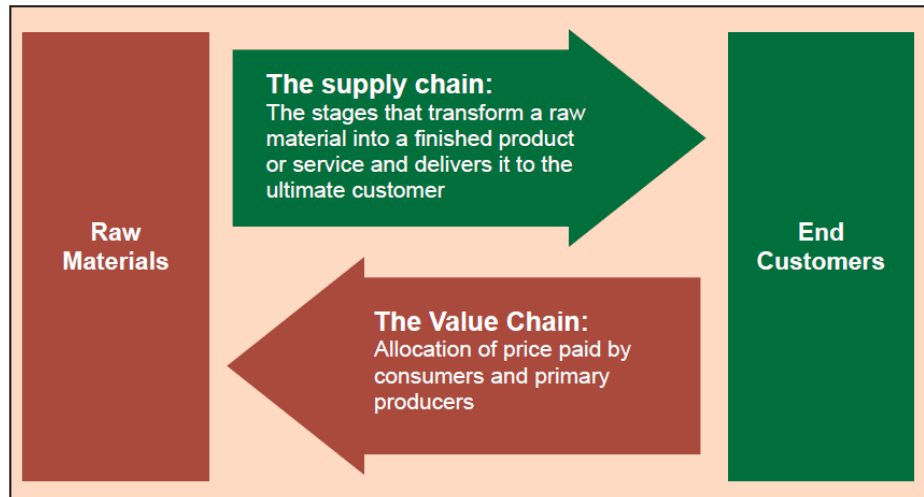 Raw
Materials
The supply chain:
The stages that transform a raw
material into a finished product
or service and delivers it to the
ultimate customer
The Value Chain:
Allocation of price paid by
consumers and primary
producers
End
Customers